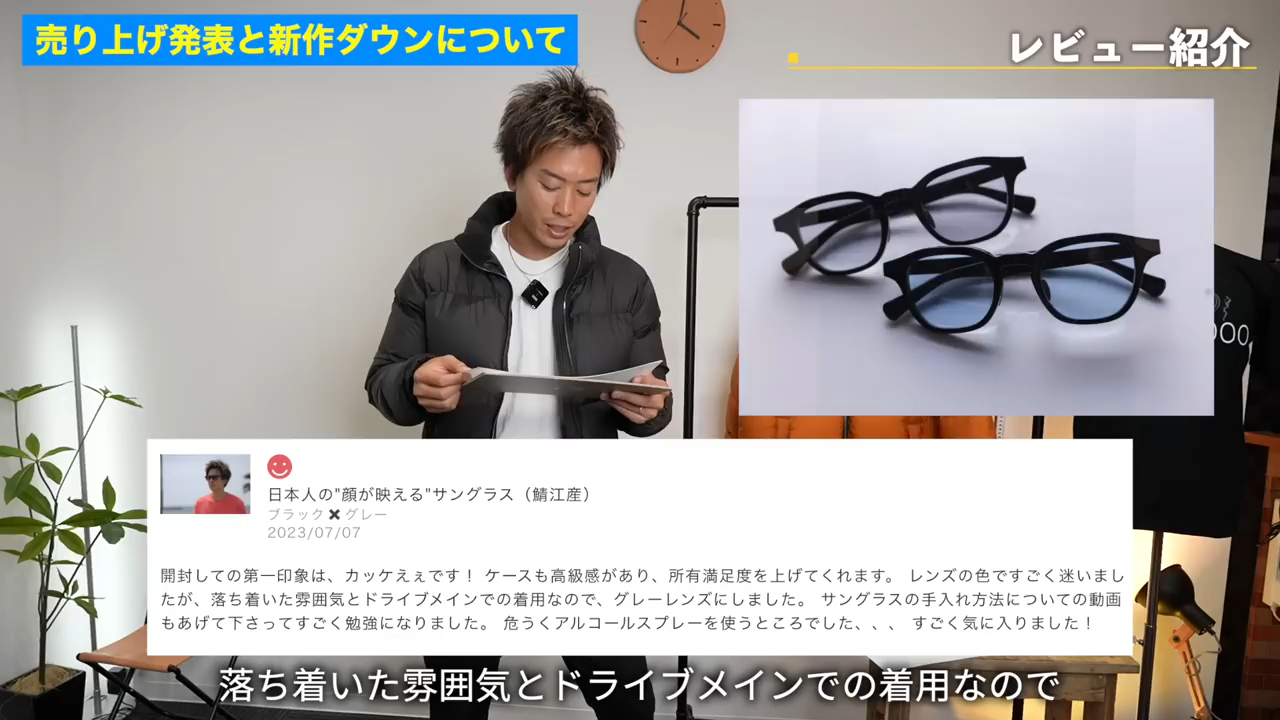 売り上げ発表と新作ダウンについて
レビュー紹介
日本人の"顔が映える"サングラス（鯖江産）
ブラック✖グレー
2023/07/07
開封しての第一印象は、カッケえぇです！ ケースも高級感があり、所有満足度を上げてくれます。 レンズの色ですごく迷いまし
たが、落ち着いた雰囲気とドライブメインでの着用なので、グレーレンズにしました。 サングラスの手入れ方法についての動画
もあげて下さってすごく勉強になりました。 危うくアルコールスプレーを使うところでした、、、 すごく気に入りました！
落ち着いた雰囲気とドライブメインでの着用なので